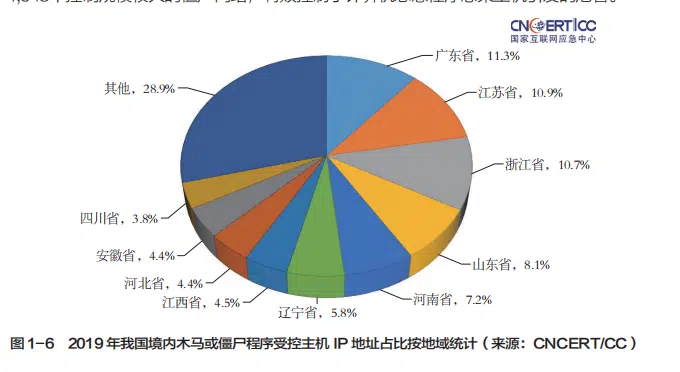 CNCERT/CC
国家互联网应急中心
广东省，11.3%
江苏省，10.9%
浙江省，10.7%
山东省，8.1%
河南省，7.2%
辽宁省，5.8%
江西省，4.5%
河北省，4.4%
安徽省，4.4%
四川省，3.8%
其他，28.9%
图 1-6 2019 年我国境内木马或僵尸程序受控主机 IP 地址占比按地域统计（来源：CNCERT/CC）